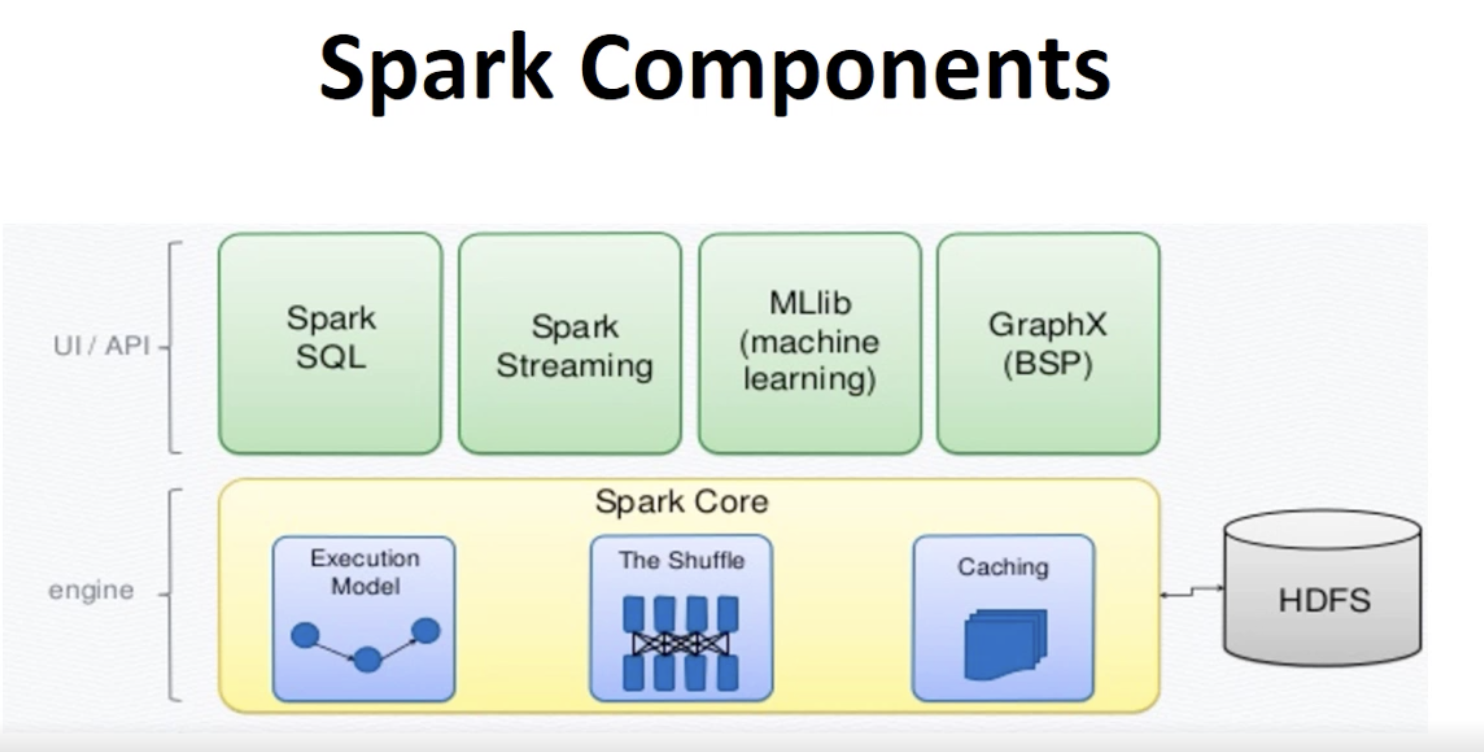 Spark Components
UI / API
Spark
SQL
Spark
Streaming
MLlib
(machine
learning)
GraphX
(BSP)
engine
Spark Core
Execution
Model
The Shuffle
Caching
HDFS